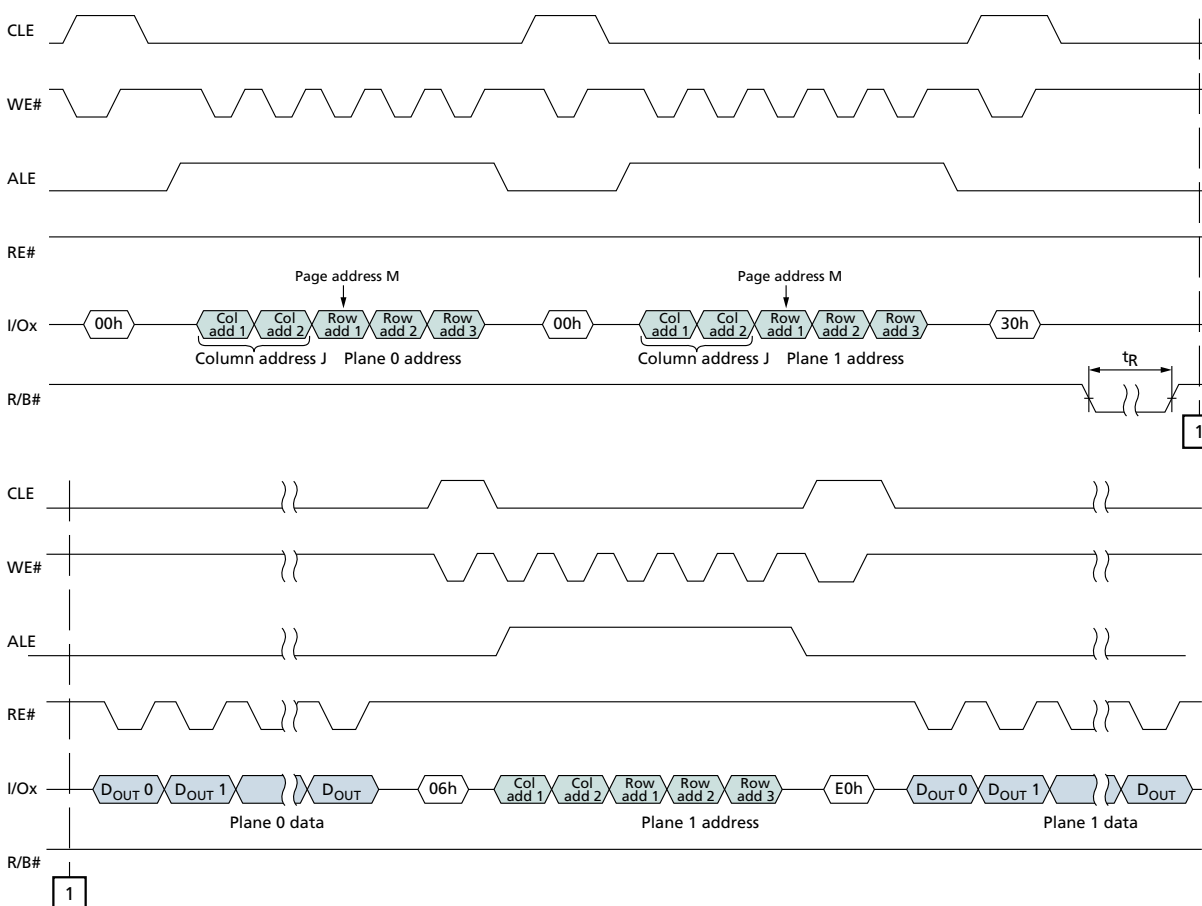 CLE
WE#
ALE
RE#
Page address M
Page address M
I/Ox
00h
Col add 1
Col add 2
Row add 1
Row add 2
Row add 3
00h
Col add 1
Col add 2
Row add 1
Row add 2
Row add 3
30h
Column address J
Plane 0 address
Column address J
Plane 1 address
tR
R/B#
1
CLE
WE#
ALE
RE#
I/Ox
DOUT 0
DOUT 1
DOUT
06h
Col add 1
Col add 2
Row add 1
Row add 2
Row add 3
E0h
DOUT 0
DOUT 1
DOUT
Plane 0 data
Plane 1 address
Plane 1 data
R/B#
1